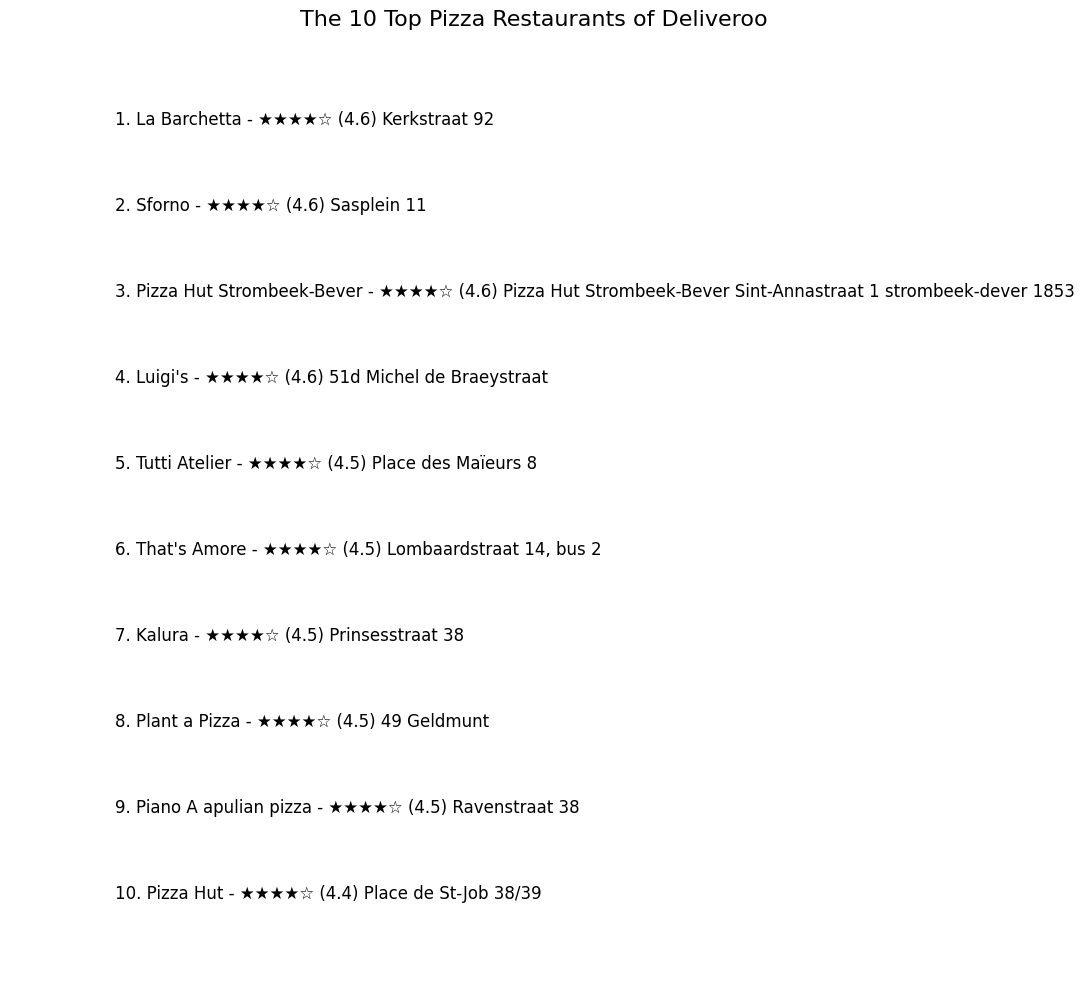 The 10 Top Pizza Restaurants of Deliveroo
1. La Barchetta - ★★★★☆ (4.6) Kerkstraat 92
2. Sforno - ★★★★☆ (4.6) Sasplein 11
3. Pizza Hut Strombeek-Bever - ★★★★☆ (4.6) Pizza Hut Strombeek-Bever Sint-Annastraat 1 strombeek-dever 1853
4. Luigi's - ★★★★☆ (4.6) 51d Michel de Braeystraat
5. Tutti Atelier - ★★★★☆ (4.5) Place des Maïeurs 8
6. That's Amore - ★★★★☆ (4.5) Lombaardstraat 14, bus 2
7. Kalura - ★★★★☆ (4.5) Prinsesstraat 38
8. Plant a Pizza - ★★★★☆ (4.5) 49 Geldmunt
9. Piano A apulian pizza - ★★★★☆ (4.5) Ravenstraat 38
10. Pizza Hut - ★★★★☆ (4.4) Place de St-Job 38/39